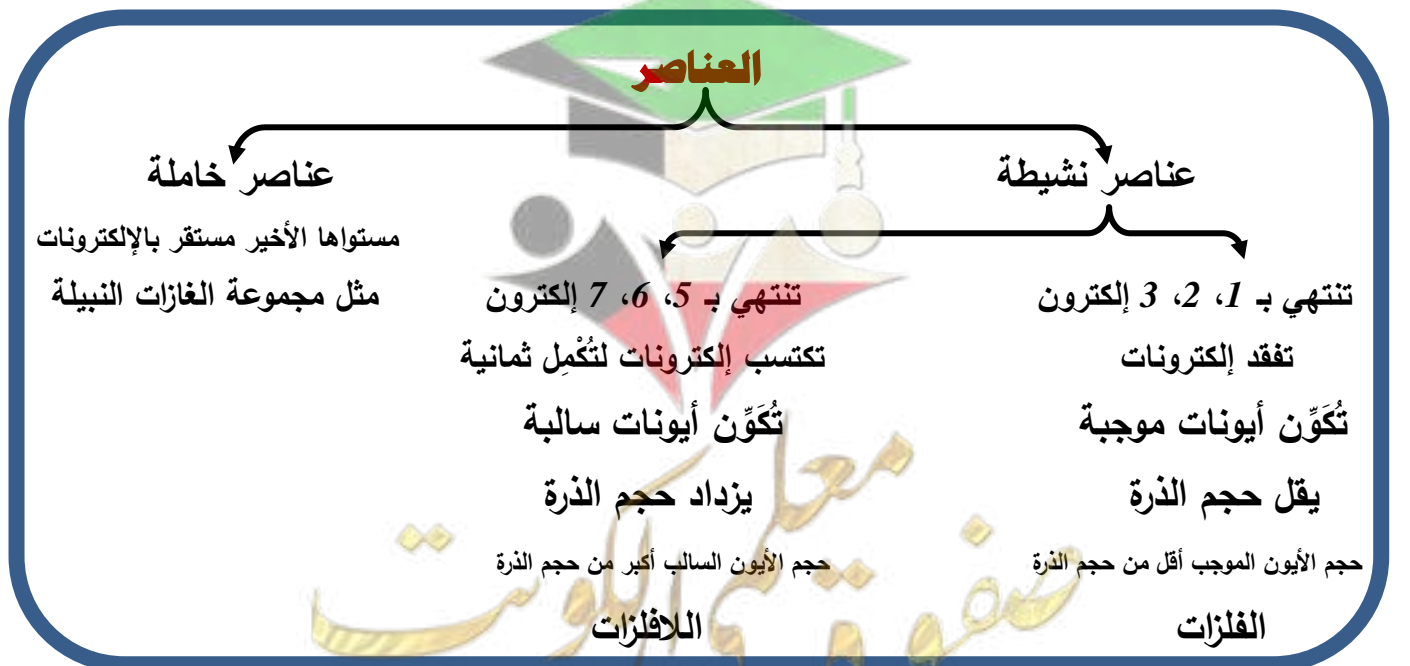 العناصر
عناصر نشيطة
عناصر خاملة
تنتهي بـ 1، 2، 3 إلكترون
تفقد إلكترونات
تُكَوِّن أيونات موجبة
يقل حجم الذرة
حجم الأيون الموجب أقل من حجم الذرة
الفلزات
تنتهي بـ 5، 6، 7 إلكترون
تكتسب إلكترونات لتُكْمِل ثمانية
تُكَوِّن أيونات سالبة
يزداد حجم الذرة
حجم الأيون السالب أكبر من حجم الذرة
اللافلزات
مستواها الأخير مستقر بالإلكترونات
مثل مجموعة الغازات النبيلة
صفوة معلم الكويت